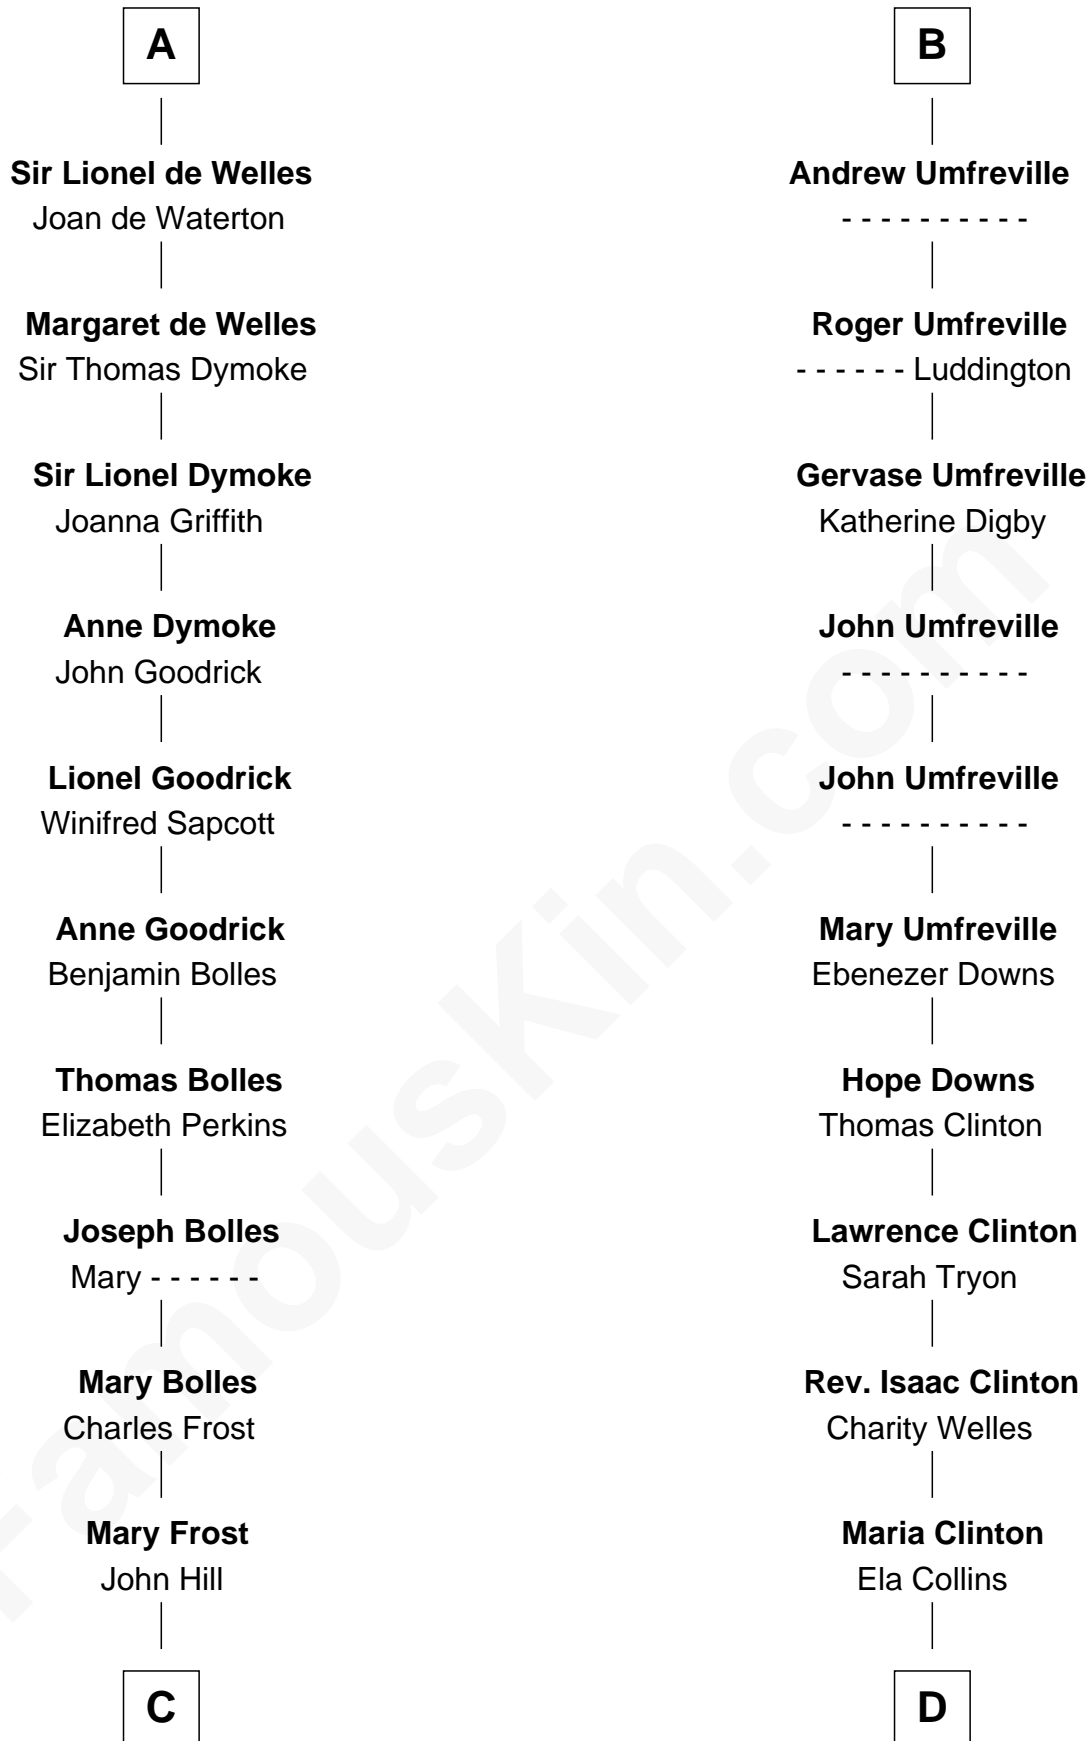 A
Sir Lionel de Welles
Joan de Waterton
Margaret de Welles
Sir Thomas Dymoke
Sir Lionel Dymoke
Joanna Griffith
Anne Dymoke
John Goodrick
Lionel Goodrick
Winifred Sapcott
Anne Goodrick
Benjamin Bolles
Thomas Bolles
Elizabeth Perkins
Joseph Bolles
Mary - - - - - -
Mary Bolles
Charles Frost
Mary Frost
John Hill
C
B
Andrew Umfreville
- - - - - - - - - -
Roger Umfreville
- - - - - - Luddington
Gervase Umfreville
Katherine Digby
John Umfreville
- - - - - - - - - -
John Umfreville
- - - - - - - - - -
Mary Umfreville
Ebenezer Downs
Hope Downs
Thomas Clinton
Lawrence Clinton
Sarah Tryon
Rev. Isaac Clinton
Charity Welles
Maria Clinton
Ela Collins
D
FamousKin.com